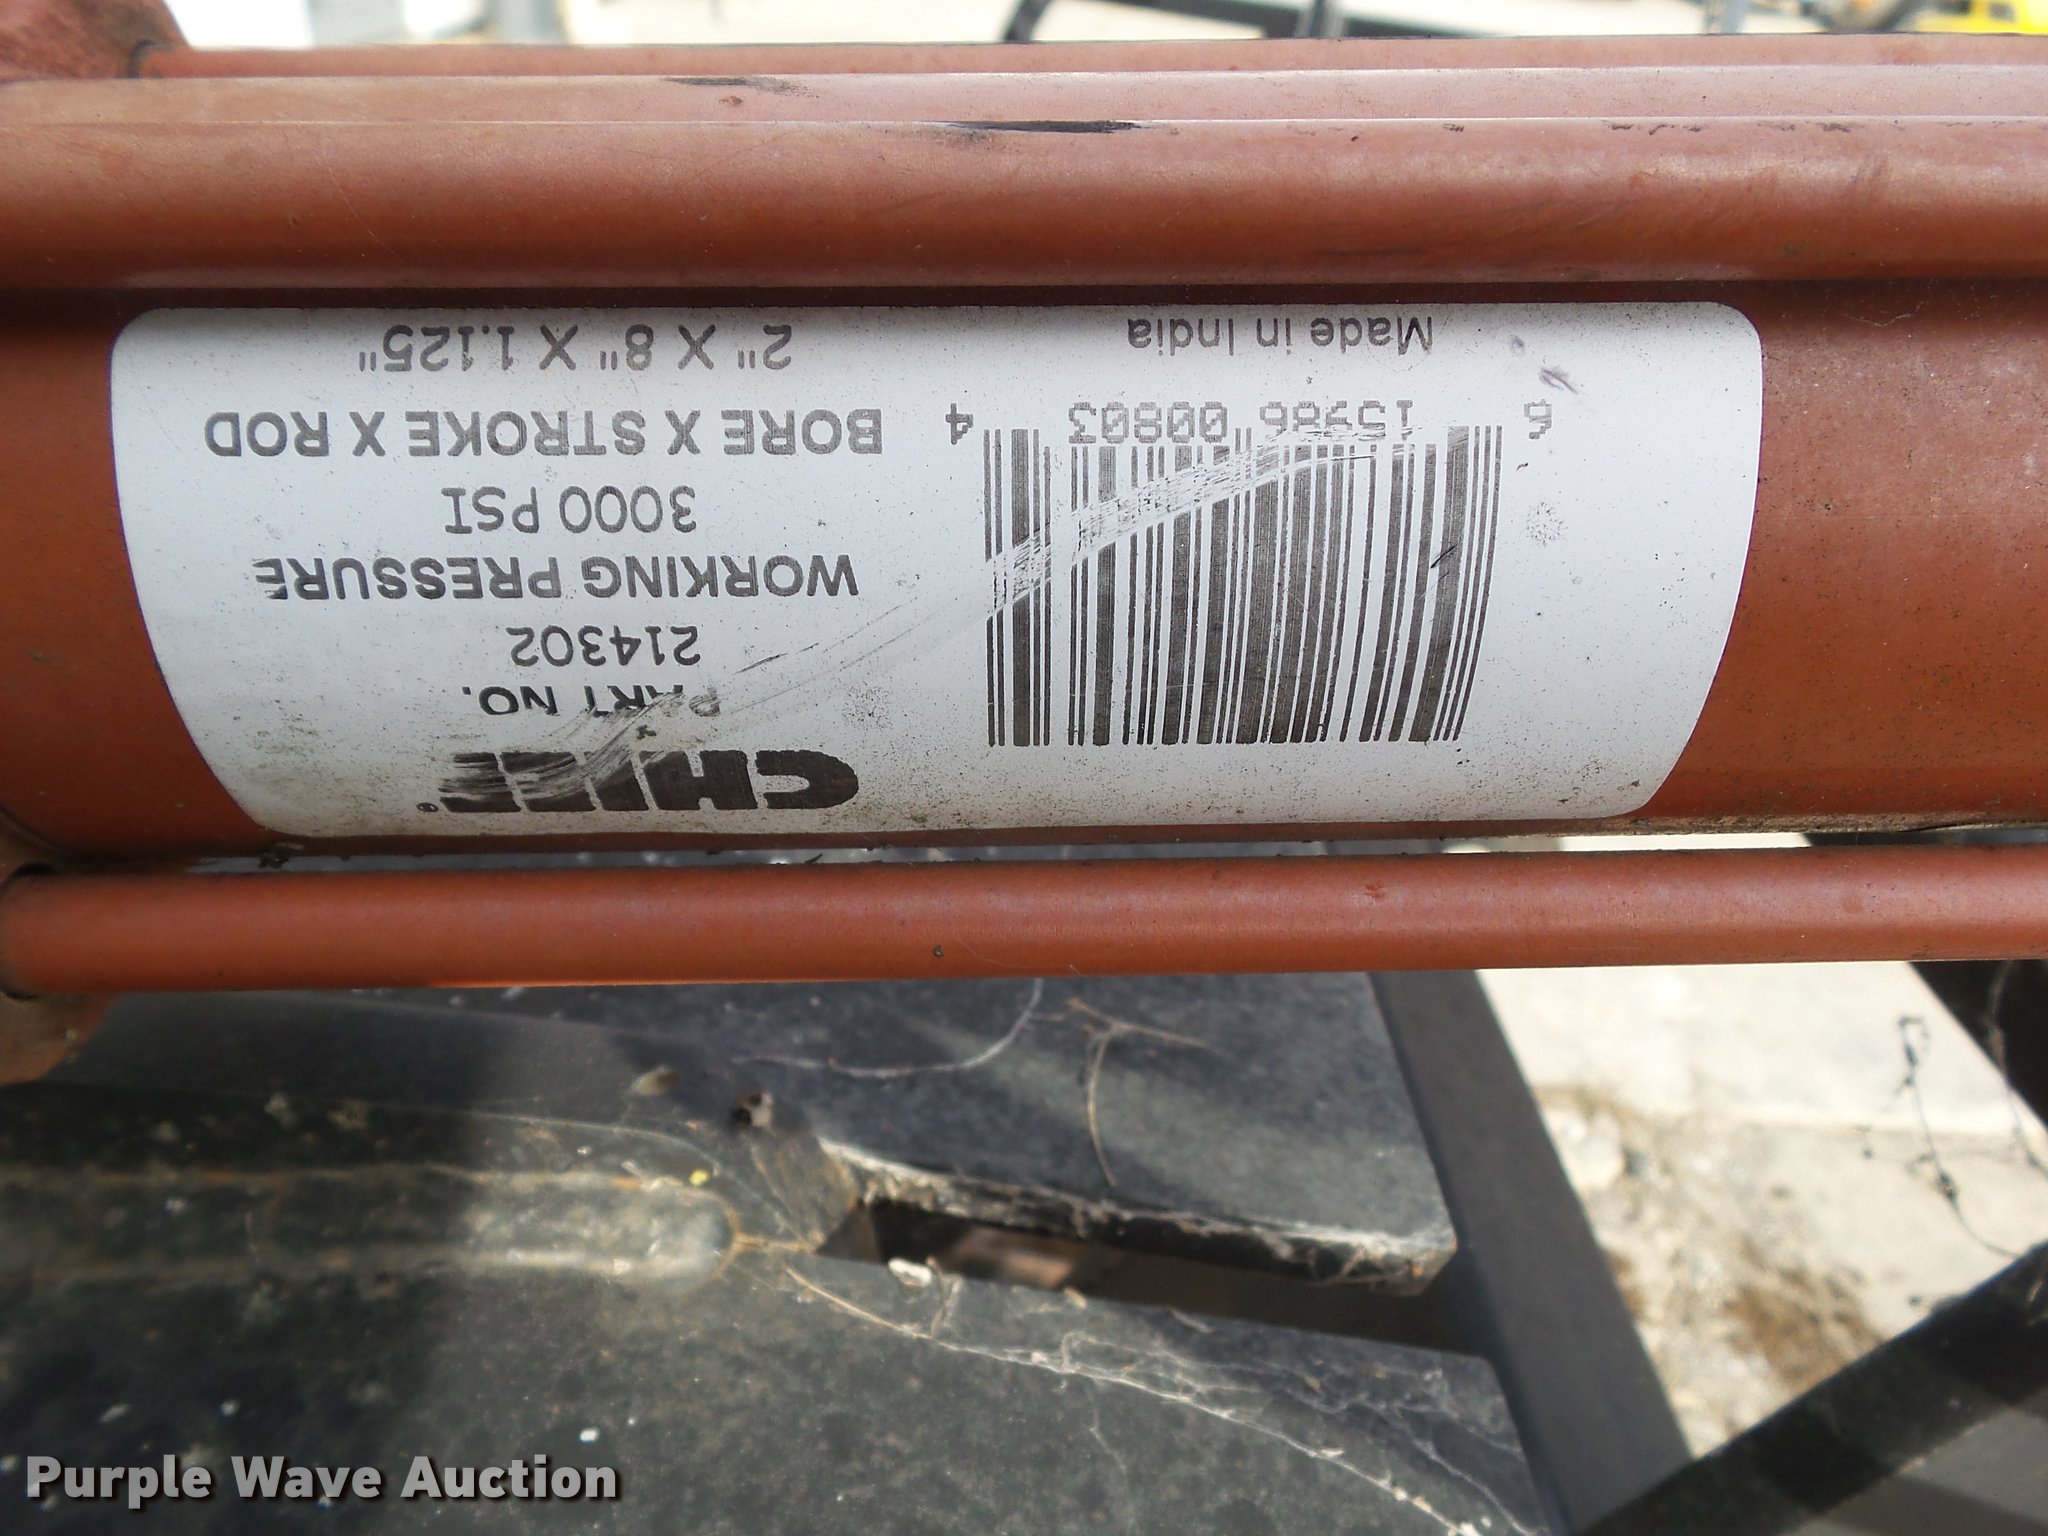 CHIEF®
PART NO.
214302
WORKING PRESSURE
3000 PSI
BORE X STROKE X ROD
2" X 8" X 1.125"
6 15986 00803 4
Made in India
Purple Wave Auction